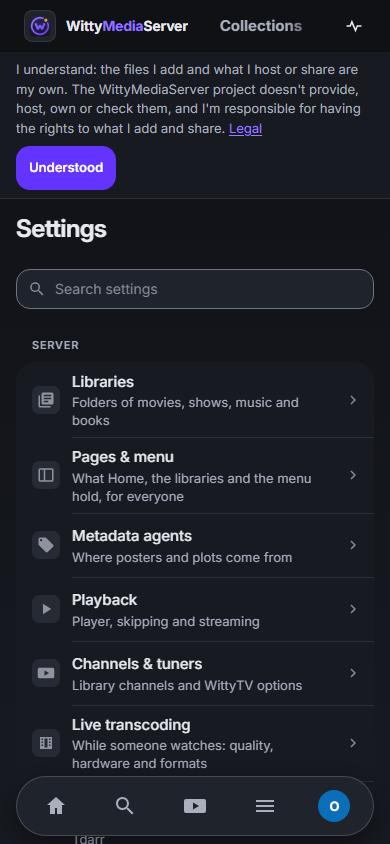 WittyMediaServer
Collections
I understand: the files I add and what I host or share are
my own. The WittyMediaServer project doesn't provide,
host, own or check them, and I'm responsible for having
the rights to what I add and share. Legal
Understood
Settings
Search settings
SERVER
Libraries
Folders of movies, shows, music and
books
Pages & menu
What Home, the libraries and the menu
hold, for everyone
Metadata agents
Where posters and plots come from
Playback
Player, skipping and streaming
Channels & tuners
Library channels and WittyTV options
Live transcoding
While someone watches: quality,
hardware and formats
O
Tdarr